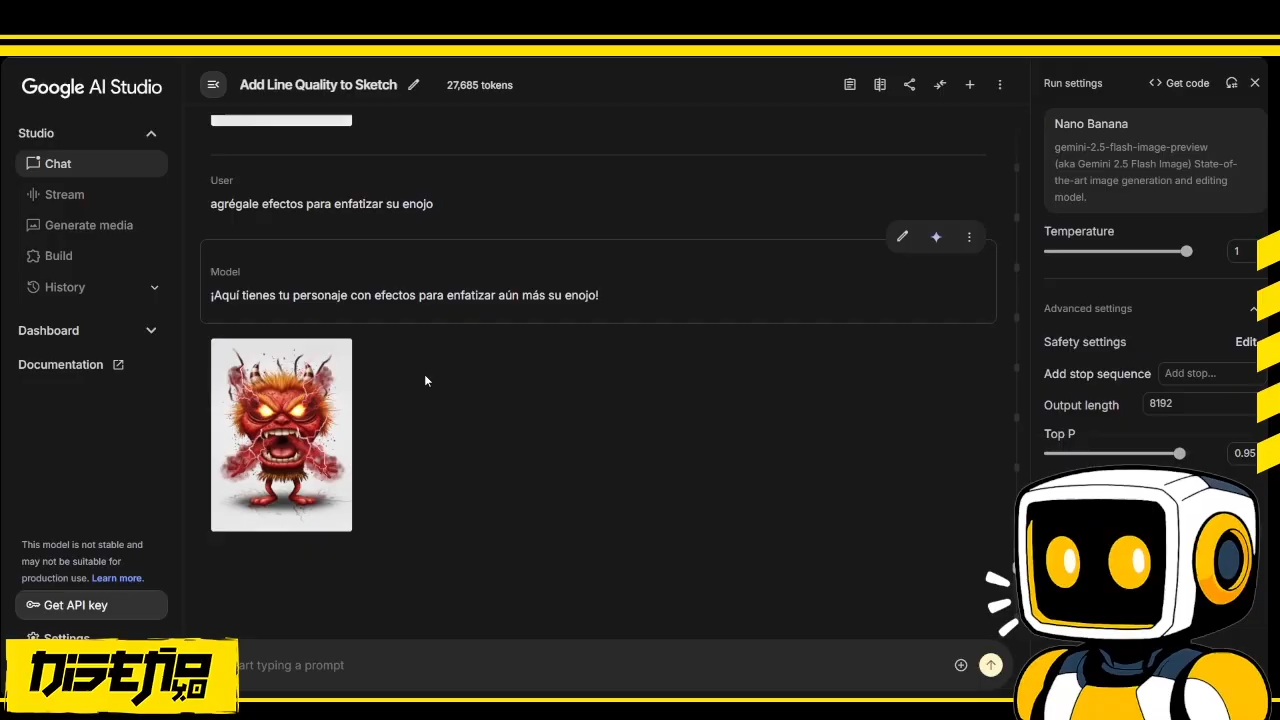 Google AI Studio
Add Line Quality to Sketch
27,685 tokens
Studio
Chat
Stream
Generate media
Build
History
Dashboard
Documentation
This model is not stable and
may not be suitable for
production use. Learn more.
Get API key
Settings
User
agrégale efectos para enfatizar su enojo
Model
¡Aquí tienes tu personaje con efectos para enfatizar aún más su enojo!
art typing a prompt
Run settings
Get code
Nano Banana
gemini-2.5-flash-image-preview
(aka Gemini 2.5 Flash Image) State-of-
the-art image generation and editing
model.
Temperature
1
Advanced settings
Safety settings
Edit
Add stop sequence
Add stop...
Output length
8192
Top P
0.95